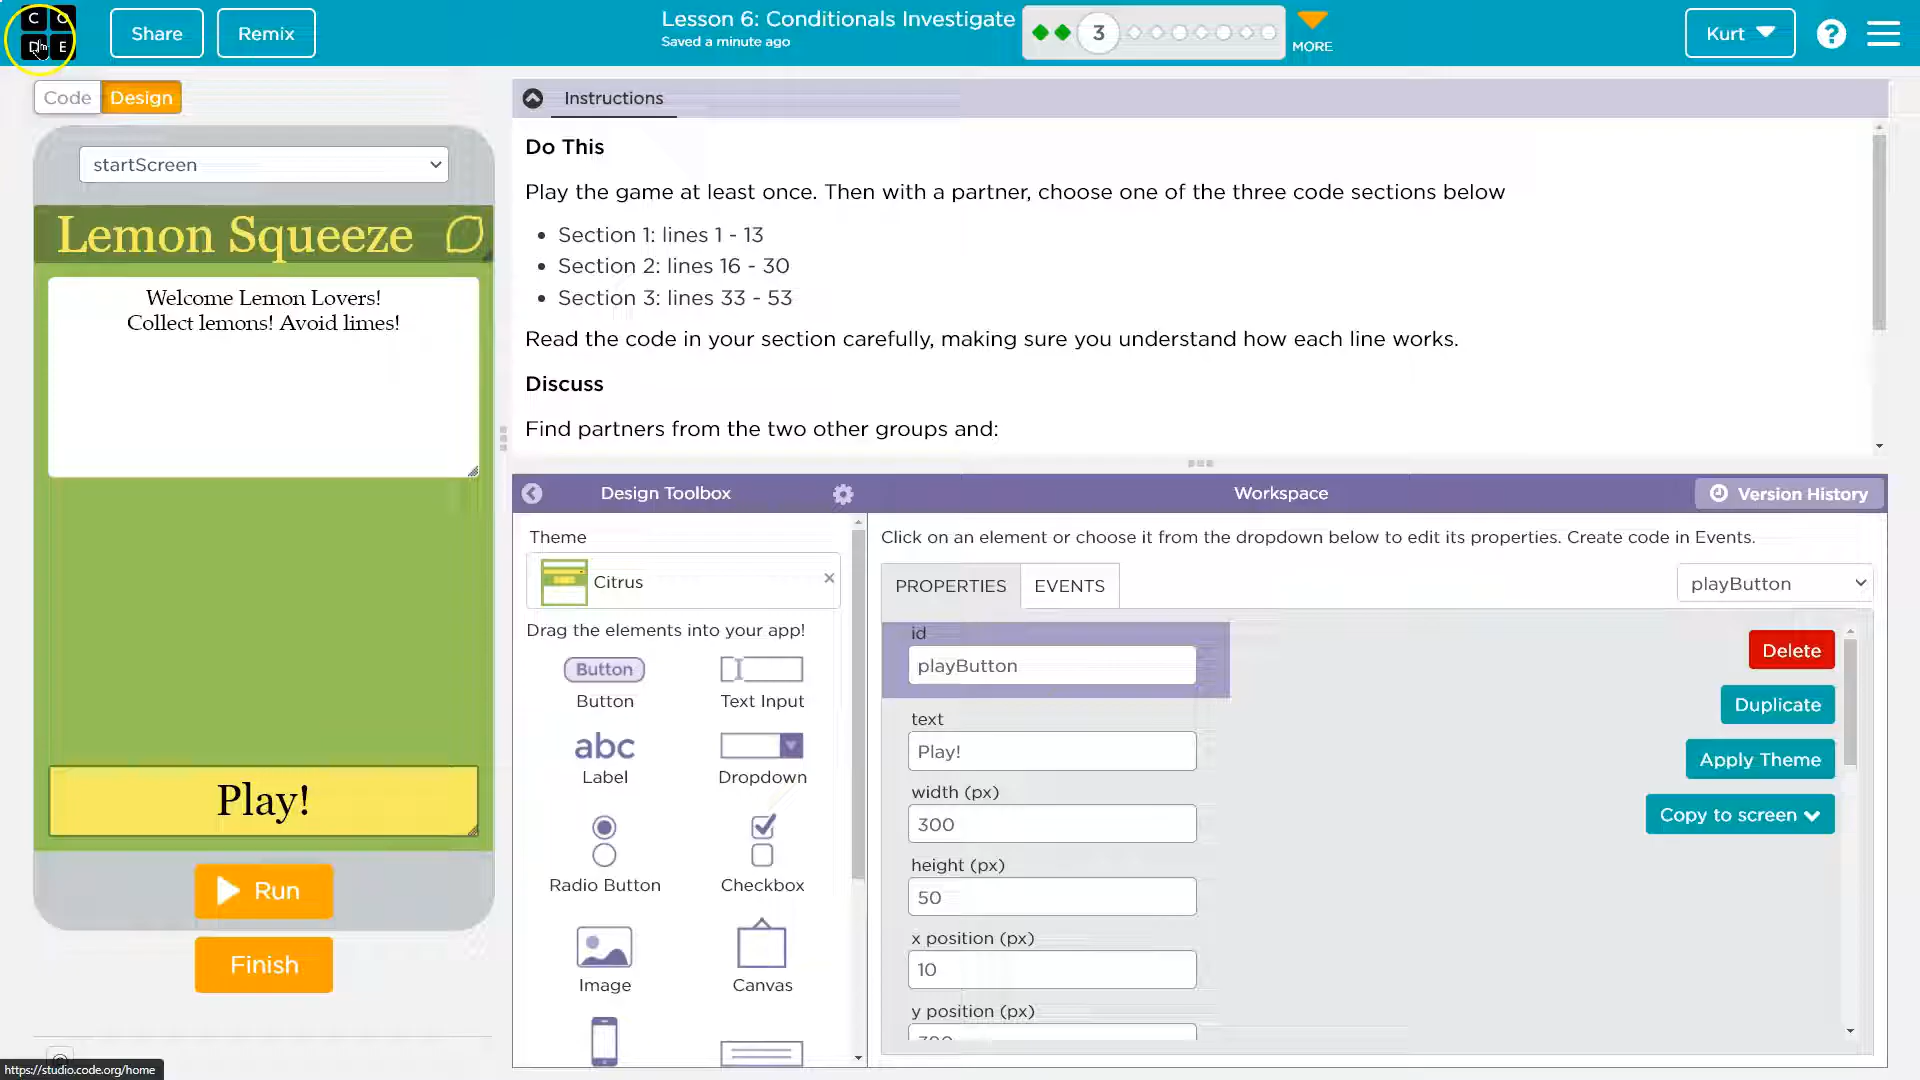 C O
D E
Share
Remix
Lesson 6: Conditionals Investigate
Saved a minute ago
3
MORE
Kurt
?
Code
Design
startScreen
Lemon Squeeze
Welcome Lemon Lovers!
Collect lemons! Avoid limes!
Play!
Run
Finish
Instructions
Do This
Play the game at least once. Then with a partner, choose one of the three code sections below
Section 1: lines 1 - 13
Section 2: lines 16 - 30
Section 3: lines 33 - 53
Read the code in your section carefully, making sure you understand how each line works.
Discuss
Find partners from the two other groups and:
Design Toolbox
Workspace
Version History
Theme
Citrus
×
Drag the elements into your app!
Button
Button
Text Input
abc
Label
Dropdown
Radio Button
Checkbox
Image
Canvas
Click on an element or choose it from the dropdown below to edit its properties. Create code in Events.
PROPERTIES
EVENTS
playButton
id
playButton
text
Play!
width (px)
300
height (px)
50
x position (px)
10
y position (px)
Delete
Duplicate
Apply Theme
Copy to screen
https://studio.code.org/home